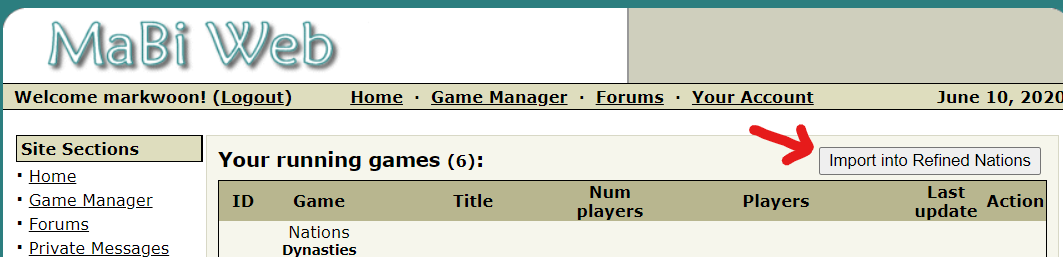 MaBi Web
Welcome markwoon! (Logout) Home · Game Manager · Forums · Your Account June 10, 2020
Site Sections
· Home
· Game Manager
· Forums
· Private Messages
Your running games (6):
Import into Refined Nations
ID Game Title Num players Players Last update Action
Nations
Dynasties